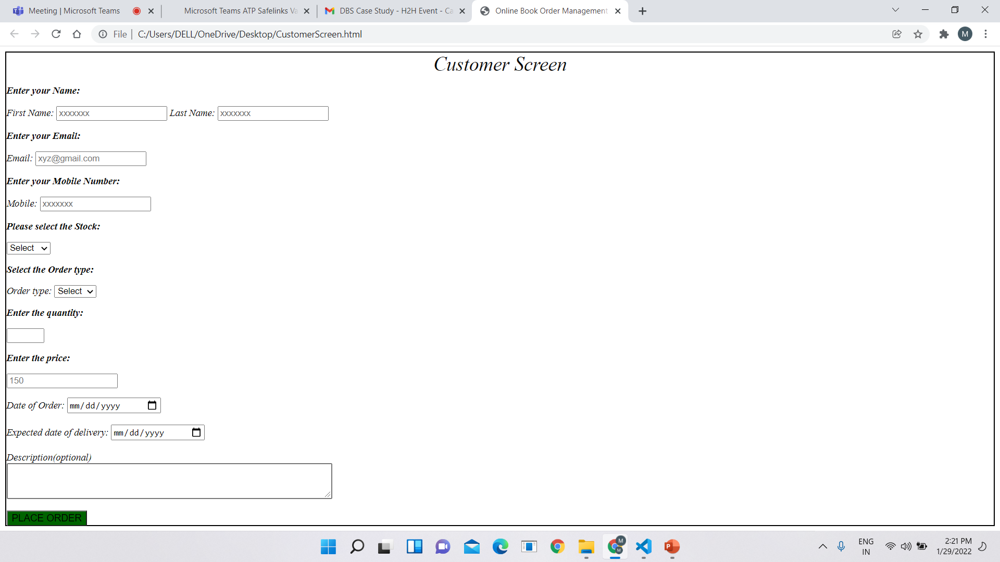 Meeting | Microsoft Teams
Microsoft Teams ATP Safelinks Va
DBS Case Study - H2H Event - Ca
Online Book Order Management
File
C:/Users/DELL/OneDrive/Desktop/CustomerScreen.html
M
Customer Screen
Enter your Name:
First Name: xxxxxxx Last Name: xxxxxxx
Enter your Email:
Email: xyz@gmail.com
Enter your Mobile Number:
Mobile: xxxxxxx
Please select the Stock:
Select
Select the Order type:
Order type: Select
Enter the quantity:
Enter the price:
150
Date of Order: mm/dd/yyyy
Expected date of delivery: mm/dd/yyyy
Description(optional)
PLACE ORDER
M
M
P
ENG
IN
2:21 PM
1/29/2022